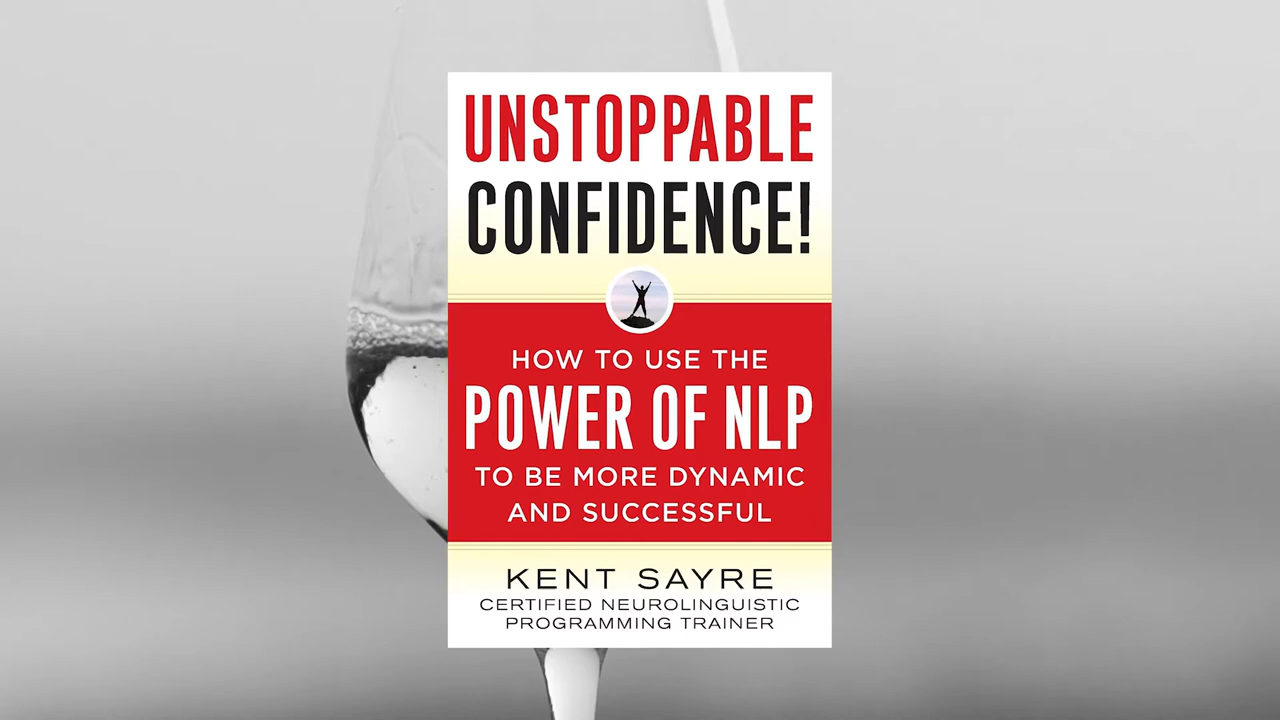 UNSTOPPABLE
CONFIDENCE!
HOW TO USE THE
POWER OF NLP
TO BE MORE DYNAMIC
AND SUCCESSFUL
KENT SAYRE
CERTIFIED NEUROLINGUISTIC
PROGRAMMING TRAINER